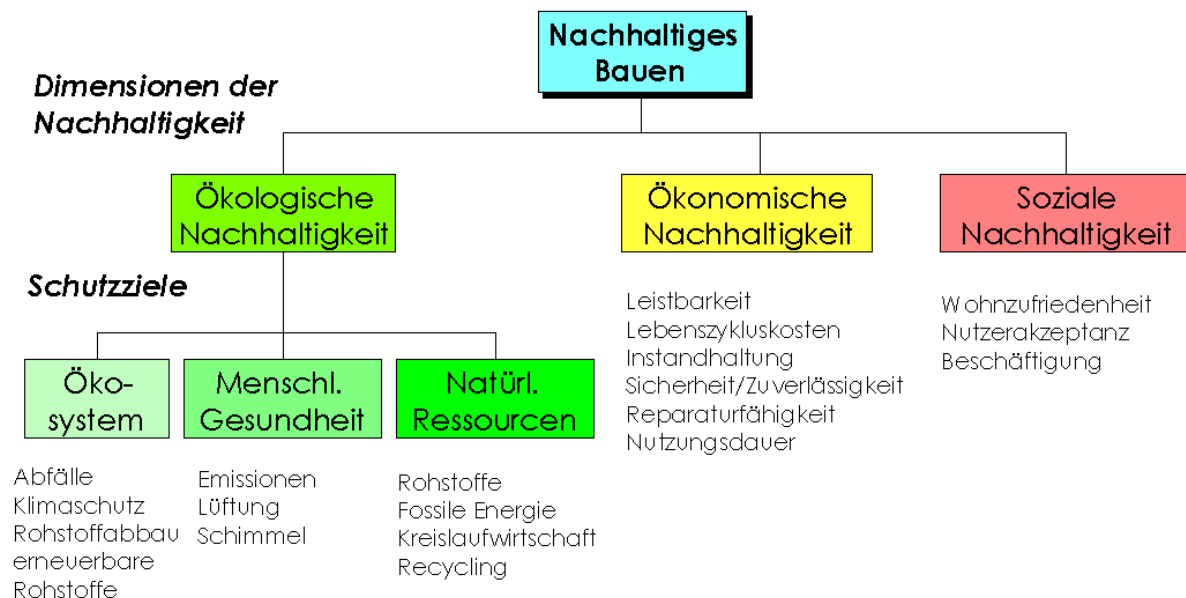 Nachhaltiges
Bauen
Dimensionen der
Nachhaltigkeit
Ökologische
Nachhaltigkeit
Ökonomische
Nachhaltigkeit
Soziale
Nachhaltigkeit
Schutzziele
Öko-
system
Menschl.
Gesundheit
Natürl.
Ressourcen
Leistbarkeit
Lebenszykluskosten
Instandhaltung
Sicherheit/Zuverlässigkeit
Reparaturfähigkeit
Nutzungsdauer
Wohnzufriedenheit
Nutzerakzeptanz
Beschäftigung
Abfälle
Klimaschutz
Rohstoffabbau
erneuerbare
Rohstoffe
Emissionen
Lüftung
Schimmel
Rohstoffe
Fossile Energie
Kreislaufwirtschaft
Recycling